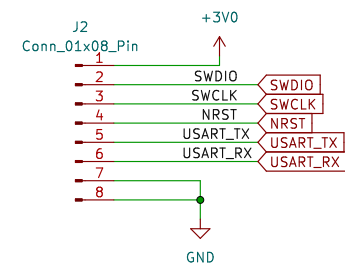 J2
+3V0
Conn_01x08_Pin
1
2 SWDIO SWDIO
3 SWCLK SWCLK
4 NRST NRST
5 USART_TX USART_TX
6 USART_RX USART_RX
7
8
GND